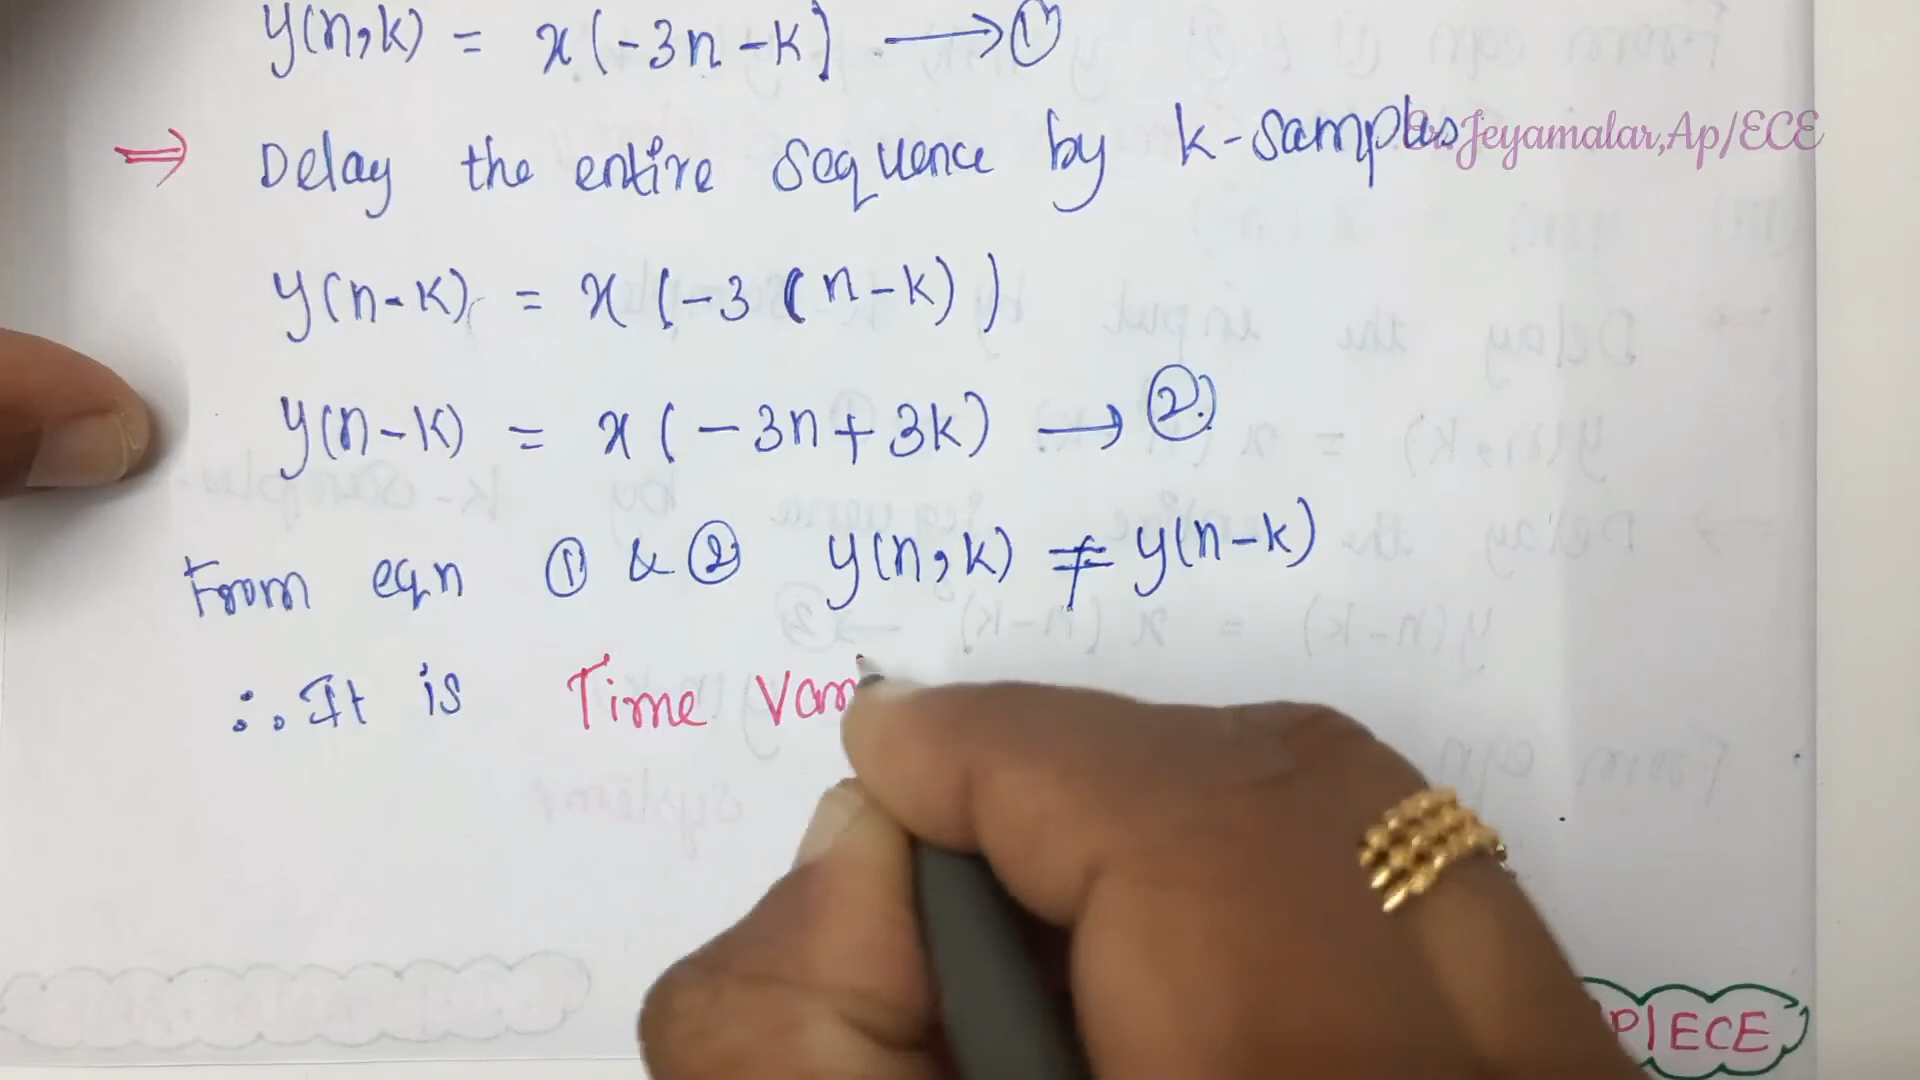 y(n,k) = x(-3n-k) → ①
⇒ Delay the entire sequence by k-samples
Jeyamalar,Ap/ECE
y(n-k) = x(-3(n-k))
y(n-k) = x(-3n+3k) → ②
From eqn ① & ② y(n,k) ≠ y(n-k)
∴ It is Time Vari
P/ECE